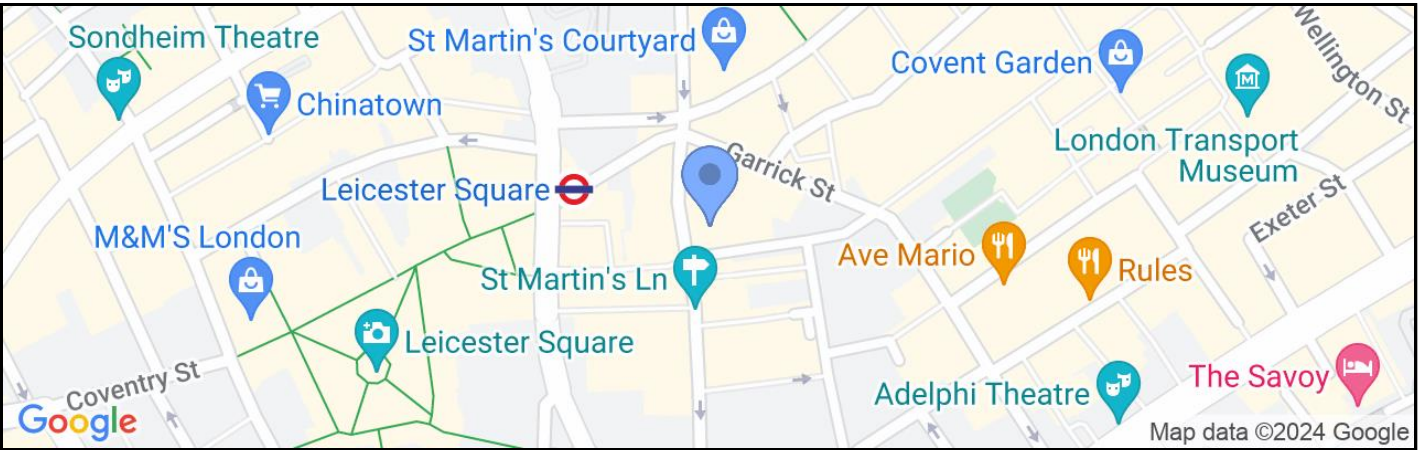 Sondheim Theatre
St Martin's Courtyard
Covent Garden
Wellington St
Chinatown
London Transport
Museum
Garrick St
Leicester Square
Exeter St
M&M'S London
Ave Mario
Rules
St Martin's Ln
Leicester Square
Coventry St
The Savoy
Adelphi Theatre
Google
Map data ©2024 Google
M